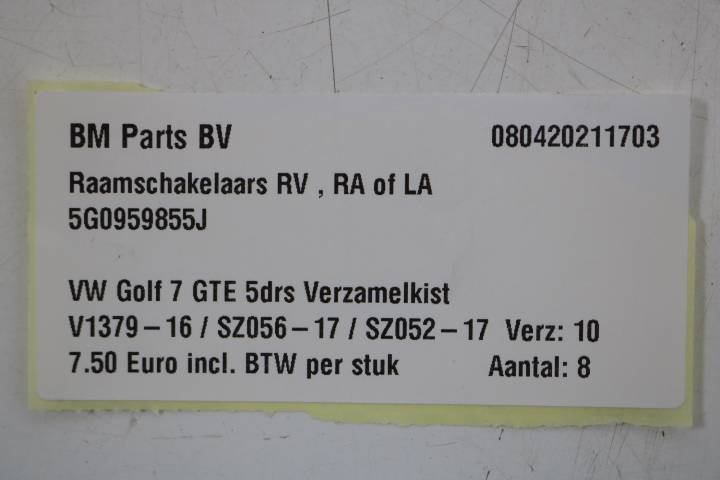 BM Parts BV 080420211703
Raamschakelaars RV , RA of LA
5G0959855J
VW Golf 7 GTE 5drs Verzamelkist
V1379-16 / SZ056-17 / SZ052-17 Verz: 10
7.50 Euro incl. BTW per stuk Aantal: 8